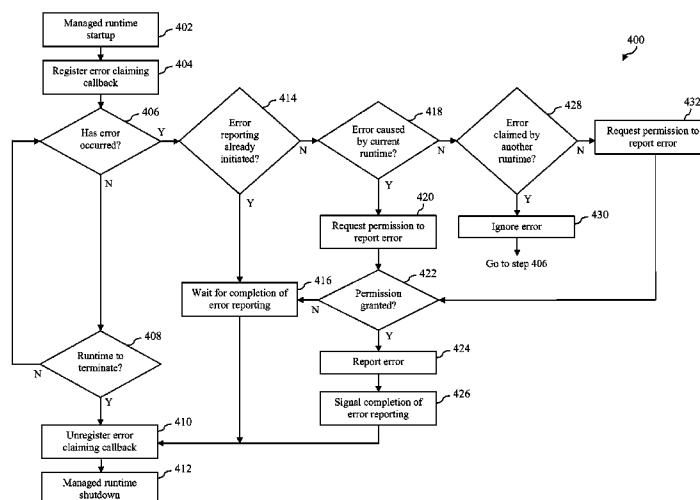 Managed runtime
startup
402
Register error claiming
callback
404
400
406
Has error
occurred?
Y
N
414
Error
reporting
already
initiated?
N
Y
418
Error caused
by current
runtime?
N
Y
428
Error
claimed by
another
runtime?
N
Y
432
Request permission to
report error
420
Request permission to
report error
Ignore error
430
Go to step 406
416
Wait for completion of
error reporting
422
Permission
granted?
N
Y
408
Runtime to
terminate?
N
Y
Report error
424
Signal completion of
error reporting
426
410
Unregister error
claiming callback
412
Managed runtime
shutdown